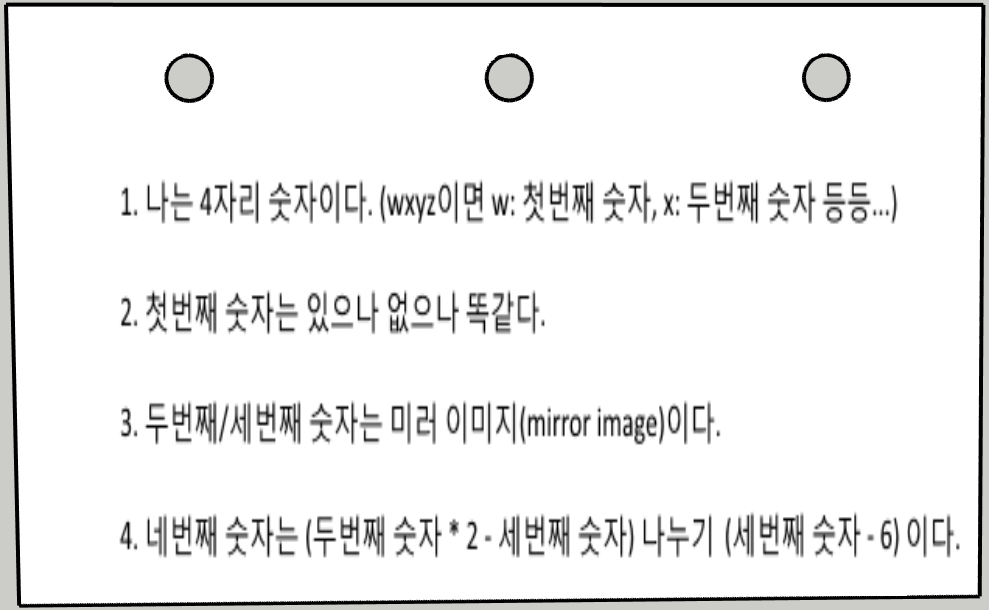 1. 나는 4자리 숫자이다. (wxyz이면 w: 첫번째 숫자, x: 두번째 숫자 등등...)
2. 첫번째 숫자는 있으나 없으나 똑같다.
3. 두번째/세번째 숫자는 미러 이미지(mirror image)이다.
4. 네번째 숫자는 (두번째 숫자 * 2 - 세번째 숫자) 나누기 (세번째 숫자 - 6) 이다.